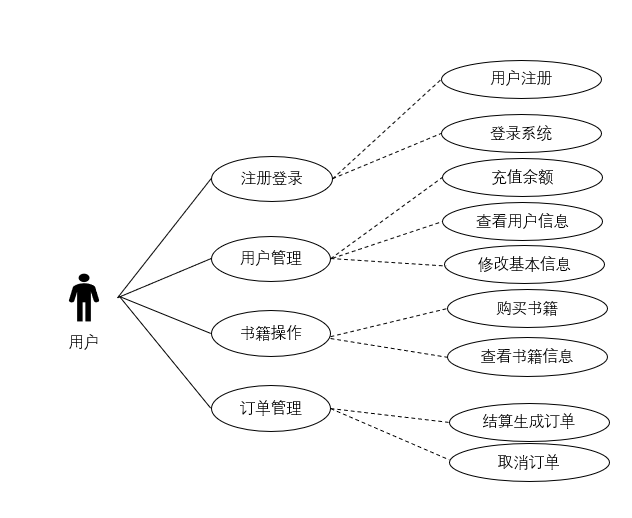 用户注册
登录系统
注册登录
充值余额
查看用户信息
用户管理
修改基本信息
购买书籍
书籍操作
用户
查看书籍信息
订单管理
结算生成订单
取消订单